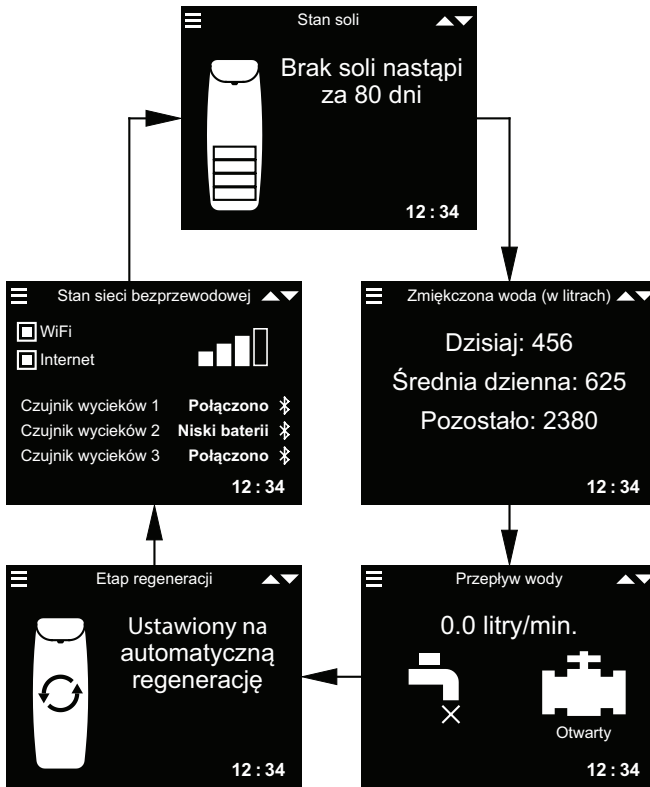 Stan soli
Brak soli nastąpi
za 80 dni
12 : 34
Zmiękczona woda (w litrach)
Dzisiaj: 456
Średnia dzienna: 625
Pozostało: 2380
12 : 34
Przepływ wody
0.0 litry/min.
Otwarty
12 : 34
Etap regeneracji
Ustawiony na
automatyczną
regenerację
12 : 34
Stan sieci bezprzewodowej
WiFi
Internet
Czujnik wycieków 1 Połączono
Czujnik wycieków 2 Niski baterii
Czujnik wycieków 3 Połączono
12 : 34